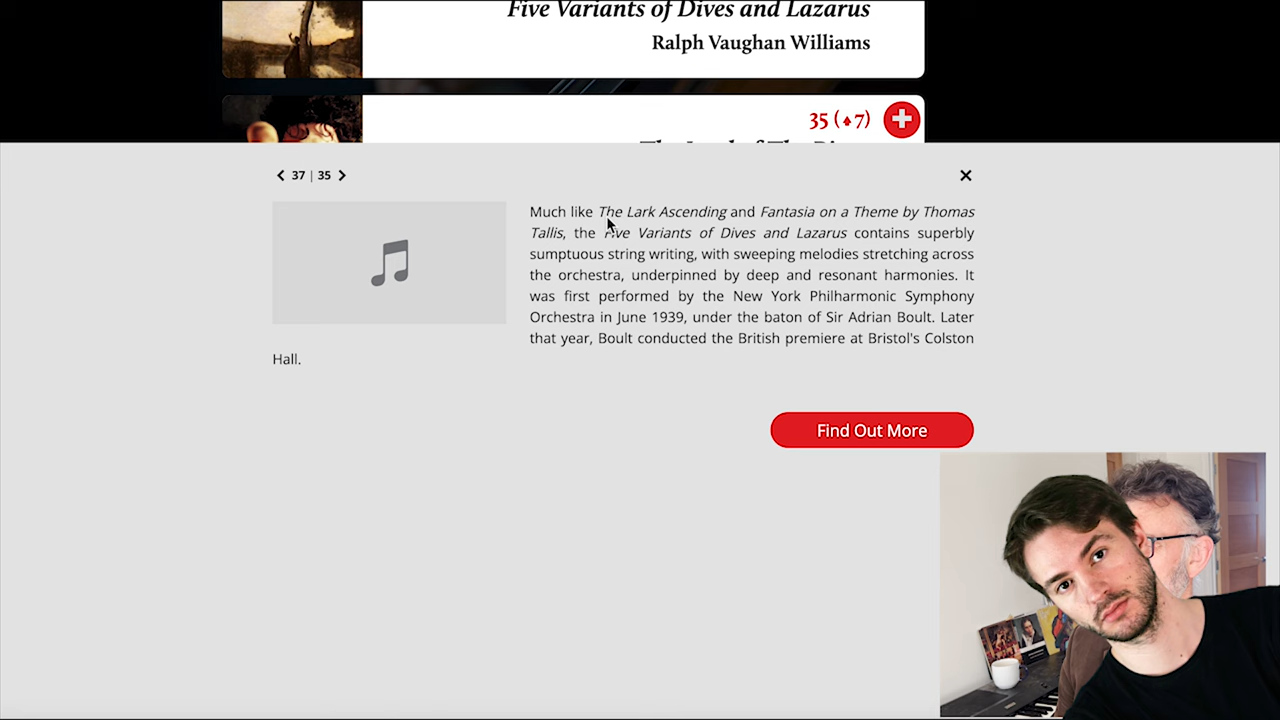 Five Variants of Dives and Lazarus
Ralph Vaughan Williams
35 (♦7)
37 | 35
Much like The Lark Ascending and Fantasia on a Theme by Thomas
Tallis, the Five Variants of Dives and Lazarus contains superbly
sumptuous string writing, with sweeping melodies stretching across
the orchestra, underpinned by deep and resonant harmonies. It
was first performed by the New York Philharmonic Symphony
Orchestra in June 1939, under the baton of Sir Adrian Boult. Later
that year, Boult conducted the British premiere at Bristol's Colston
Hall.
Find Out More